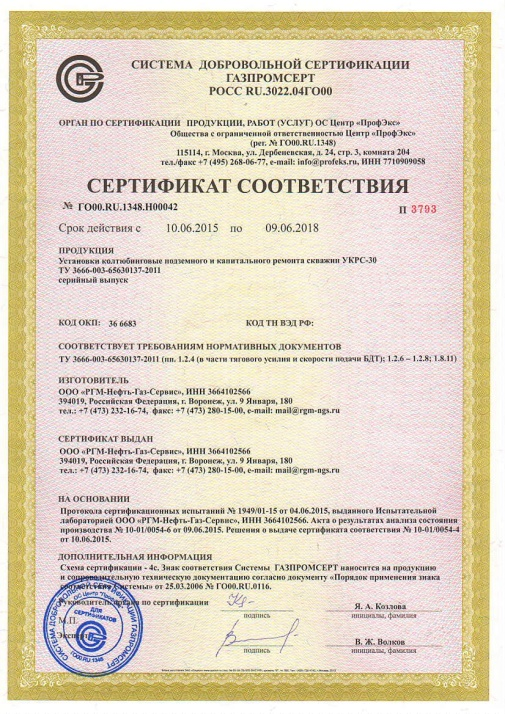 СИСТЕМА ДОБРОВОЛЬНОЙ СЕРТИФИКАЦИИ
ГАЗПРОМСЕРТ
РОСС RU.3022.04ГО00
ОРГАН ПО СЕРТИФИКАЦИИ ПРОДУКЦИИ, РАБОТ (УСЛУГ) ОС Центр «ПрофЭкс»
Общества с ограниченной ответственностью Центр «ПрофЭкс»
(рег. № ГО00.RU.1348)
115114, г. Москва, ул. Дербеневская, д. 24, стр. 3, комната 204
тел./факс +7 (495) 268-06-77, e-mail: info@profeks.ru, ИНН 7710909058
СЕРТИФИКАТ СООТВЕТСТВИЯ
№ ГО00.RU.1348.Н00042
П 3793
Срок действия с 10.06.2015 по 09.06.2018
ПРОДУКЦИЯ
Установки колтюбинговые подземного и капитального ремонта скважин УКРС-30
ТУ 3666-003-65630137-2011
серийный выпуск
КОД ОКП: 36 6683 КОД ТН ВЭД РФ:
СООТВЕТСТВУЕТ ТРЕБОВАНИЯМ НОРМАТИВНЫХ ДОКУМЕНТОВ
ТУ 3666-003-65630137-2011 (пп. 1.2.4 (в части тягового усилия и скорости подачи БДТ); 1.2.6 – 1.2.8; 1.8.11)
ИЗГОТОВИТЕЛЬ
ООО «РГМ-Нефть-Газ-Сервис», ИНН 3664102566
394019, Российская Федерация, г. Воронеж, ул. 9 Января, 180
тел.: +7 (473) 232-16-74, факс: +7 (473) 280-15-00, e-mail: mail@rgm-ngs.ru
СЕРТИФИКАТ ВЫДАН
ООО «РГМ-Нефть-Газ-Сервис», ИНН 3664102566
394019, Российская Федерация, г. Воронеж, ул. 9 Января, 180
тел.: +7 (473) 232-16-74, факс: +7 (473) 280-15-00, e-mail: mail@rgm-ngs.ru
НА ОСНОВАНИИ
Протокола сертификационных испытаний № 1949/01-15 от 04.06.2015, выданного Испытательной
лабораторией ООО «РГМ-Нефть-Газ-Сервис», ИНН 3664102566. Акта о результатах анализа состояния
производства № 10-01/0054-6 от 09.06.2015. Решения о выдаче сертификата соответствия № 10-01/0054-4
от 10.06.2015.
ДОПОЛНИТЕЛЬНАЯ ИНФОРМАЦИЯ
Схема сертификации - 4с. Знак соответствия Системы ГАЗПРОМСЕРТ наносится на продукцию
и сопроводительную техническую документацию согласно документу «Порядок применения знака
соответствия Системы» от 25.03.2006 № ГО00.RU.0116.
Руководитель органа по сертификации
подпись
Я. А. Козлова
инициалы, фамилия
М.П.
Эксперт
подпись
В. Ж. Волков
инициалы, фамилия
СИСТЕМА ДОБРОВОЛЬНОЙ СЕРТИФИКАЦИИ ГАЗПРОМСЕРТ
ДЛЯ
СЕРТИФИКАТОВ
ГО00.RU.1348